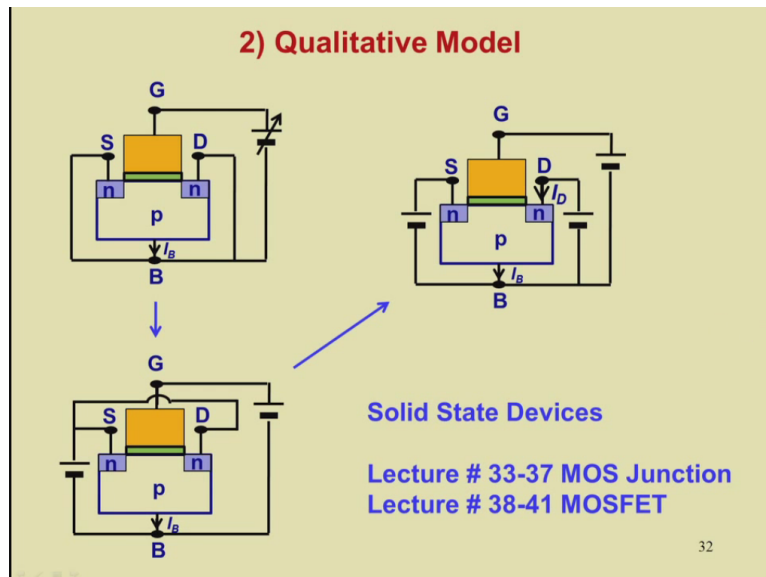 2) Qualitative Model
G
S D
n n
p
I_B
B
G
S D
I_D
n n
p
I_B
B
G
S D
n n
p
I_B
B
Solid State Devices
Lecture # 33-37 MOS Junction
Lecture # 38-41 MOSFET
32